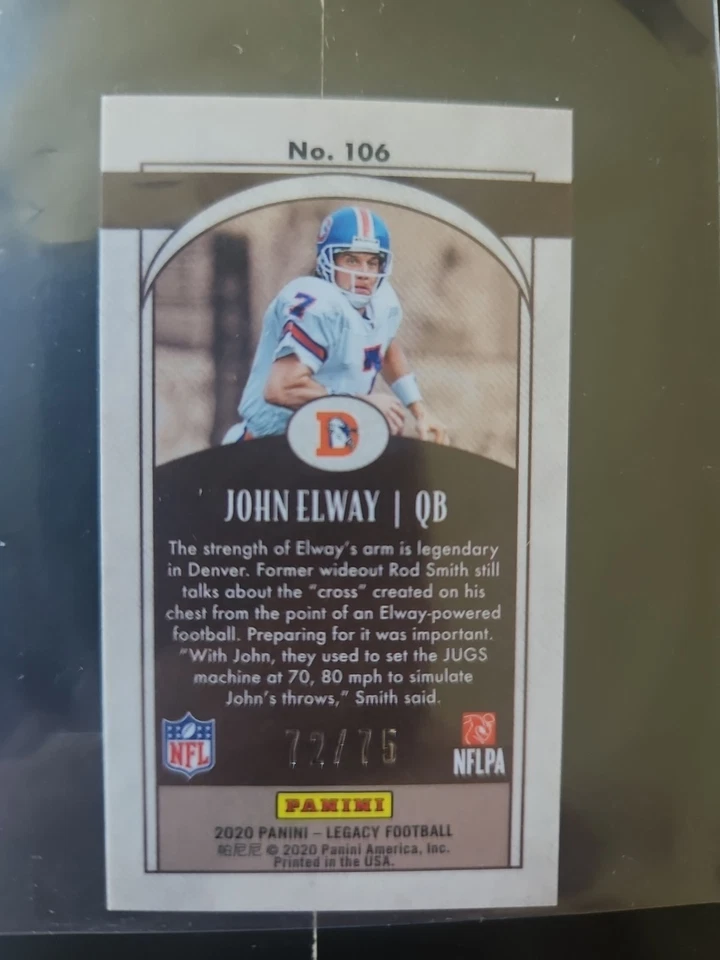 No. 106
7
7
D
JOHN ELWAY | QB
The strength of Elway's arm is legendary
in Denver. Former wideout Rod Smith still
talks about the "cross" created on his
chest from the point of an Elway-powered
football. Preparing for it was important.
"With John, they used to set the JUGS
machine at 70, 80 mph to simulate
John's throws," Smith said.
NFL
72/75
NFLPA
PANINI
2020 PANINI – LEGACY FOOTBALL
帕尼尼 © 2020 Panini America, Inc.
Printed in the USA.